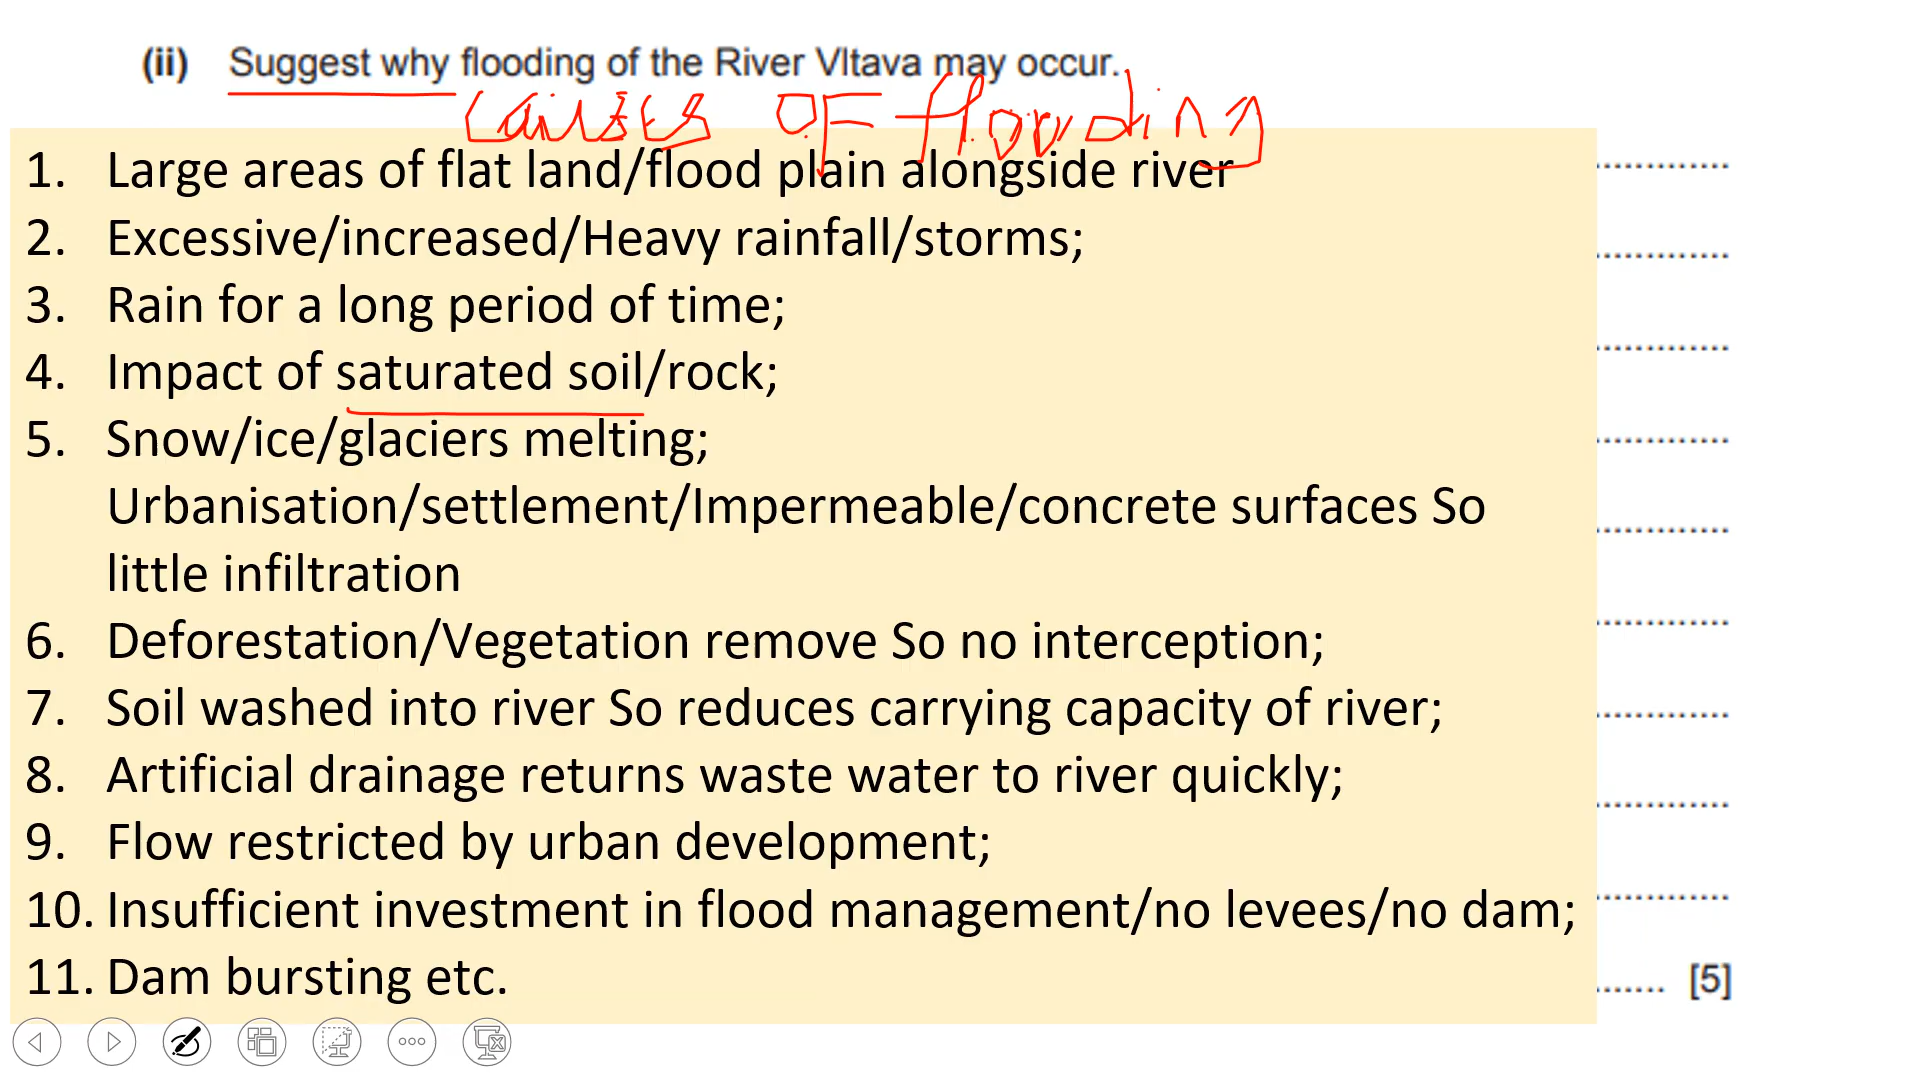 (ii) Suggest why flooding of the River Vltava may occur.
causes OF flooding
1. Large areas of flat land/flood plain alongside river
2. Excessive/increased/Heavy rainfall/storms;
3. Rain for a long period of time;
4. Impact of saturated soil/rock;
5. Snow/ice/glaciers melting;
Urbanisation/settlement/Impermeable/concrete surfaces So
little infiltration
6. Deforestation/Vegetation remove So no interception;
7. Soil washed into river So reduces carrying capacity of river;
8. Artificial drainage returns waste water to river quickly;
9. Flow restricted by urban development;
10. Insufficient investment in flood management/no levees/no dam;
11. Dam bursting etc.
[5]